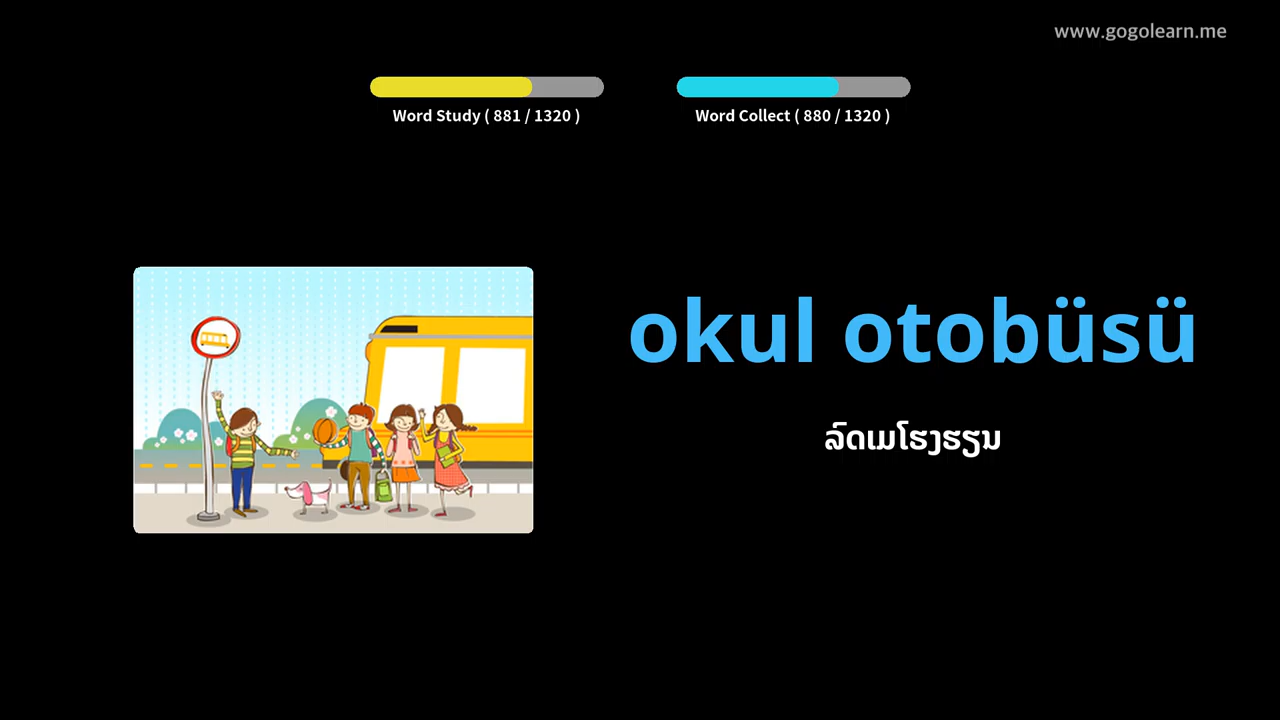 www.gogolearn.me
Word Study ( 881 / 1320 )
Word Collect ( 880 / 1320 )
okul otobüsü
ລົດເມໂຮງຮຽນ